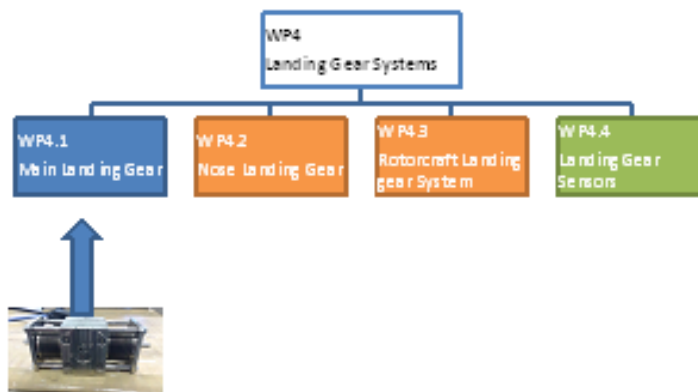 WP4
Landing Gear Systems
WP4.1
Main Landing Gear
WP4.2
Nose Landing Gear
WP4.3
Rotorcraft Landing
gear System
WP4.4
Landing Gear
Sensors